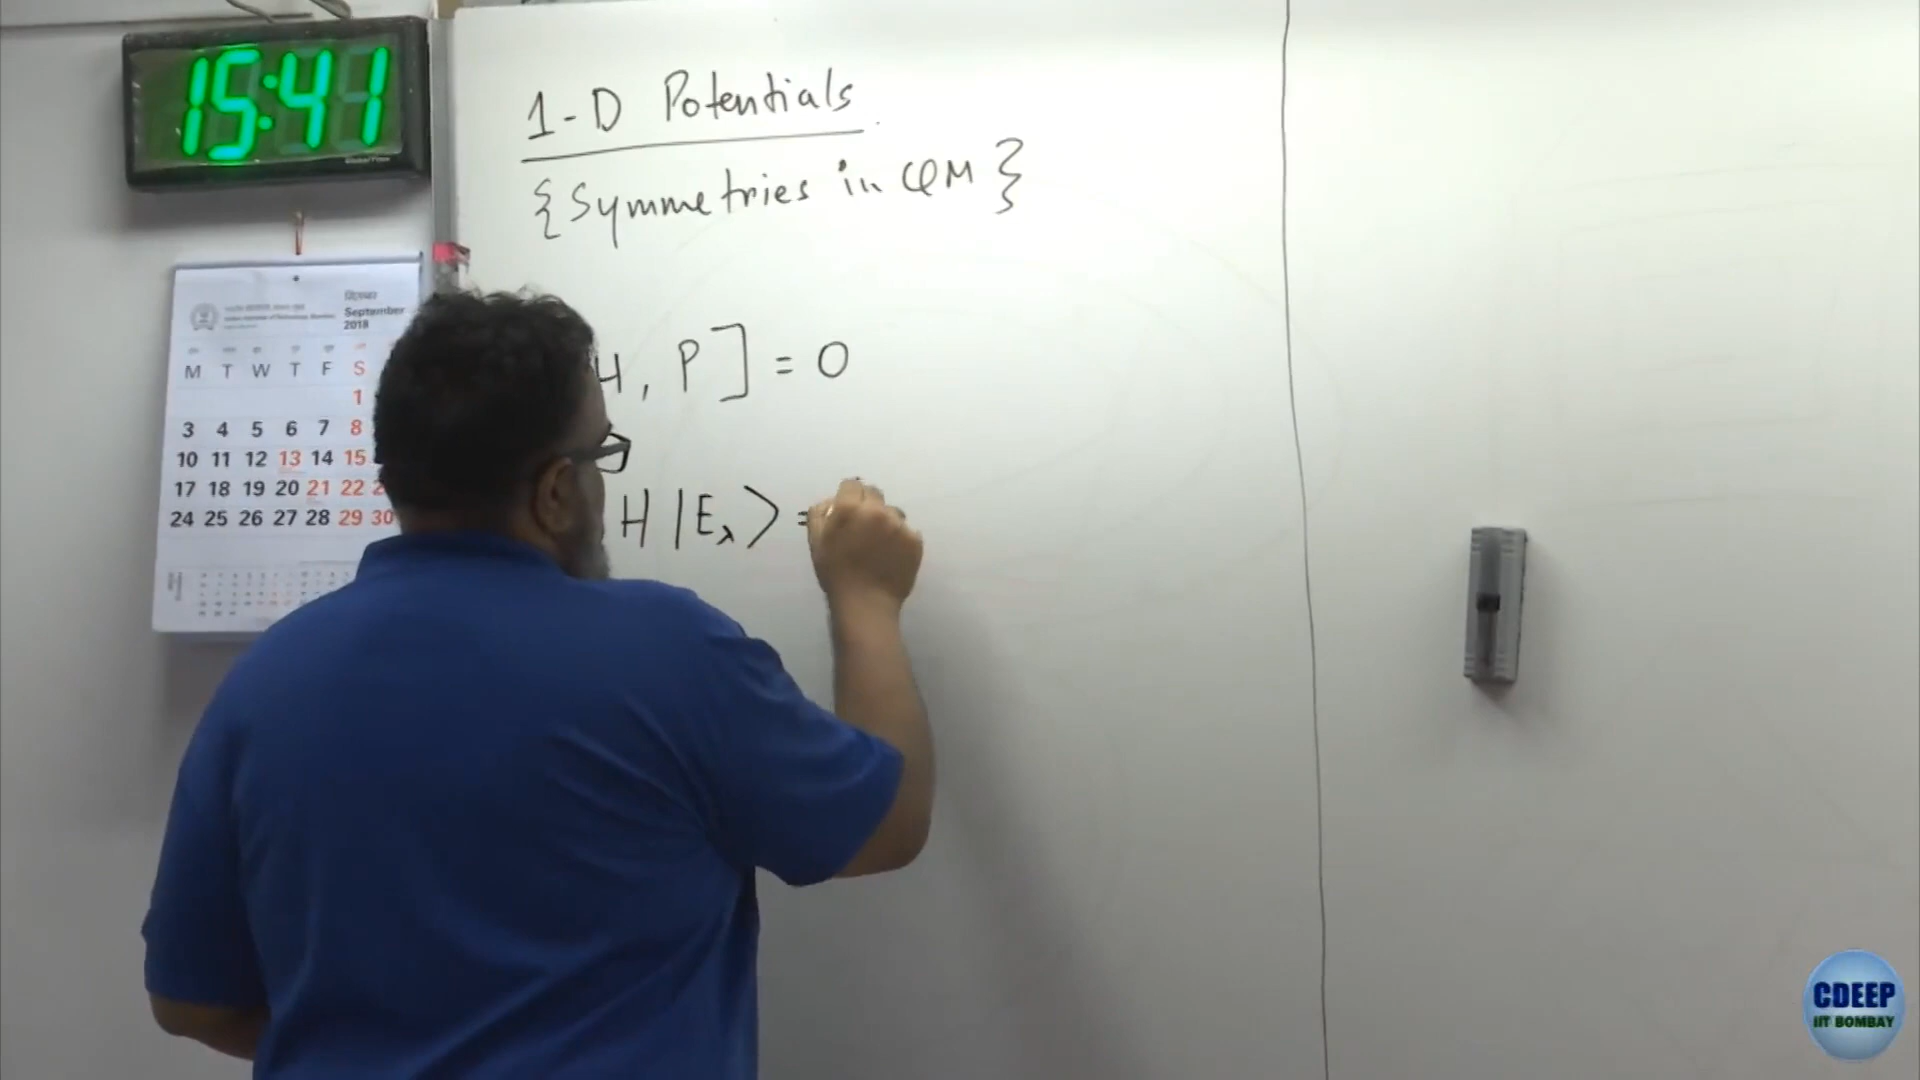 15:41
1-D Potentials
{Symmetries in QM}
H, P] = 0
H |Eλ> =
September
2018
M T W T F S
1
3 4 5 6 7 8
10 11 12 13 14 15
17 18 19 20 21 22
24 25 26 27 28 29 30
CDEEP
IIT BOMBAY